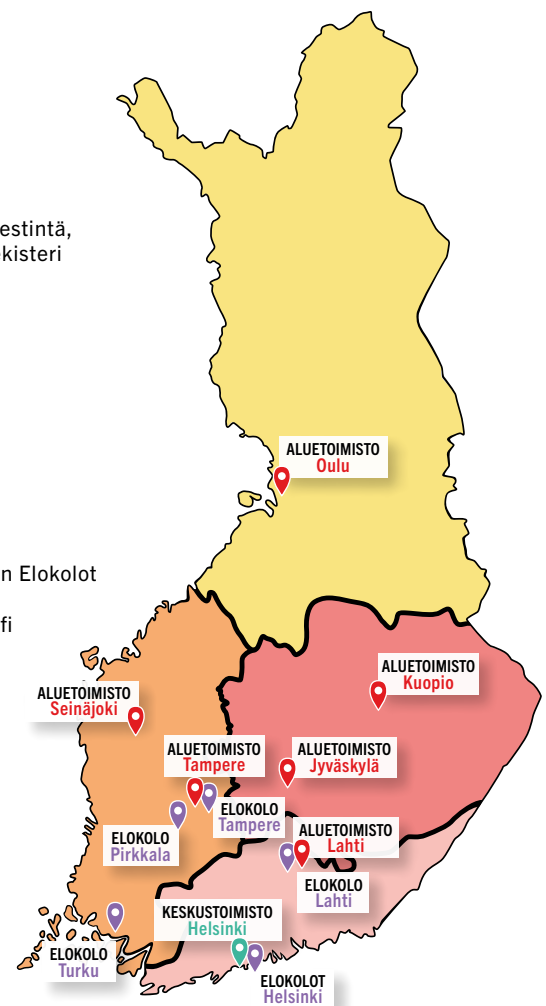 estintä,
kisteri
ALUETOIMISTO
Oulu
n Elokolot
fi
ALUETOIMISTO
Kuopio
ALUETOIMISTO
Seinäjoki
ALUETOIMISTO
Tampere
ALUETOIMISTO
Jyväskylä
ELOKOLO
Tampere
ELOKOLO
Pirkkala
ALUETOIMISTO
Lahti
ELOKOLO
Lahti
KESKUSTOIMISTO
Helsinki
ELOKOLO
Turku
ELOKOLOT
Helsinki